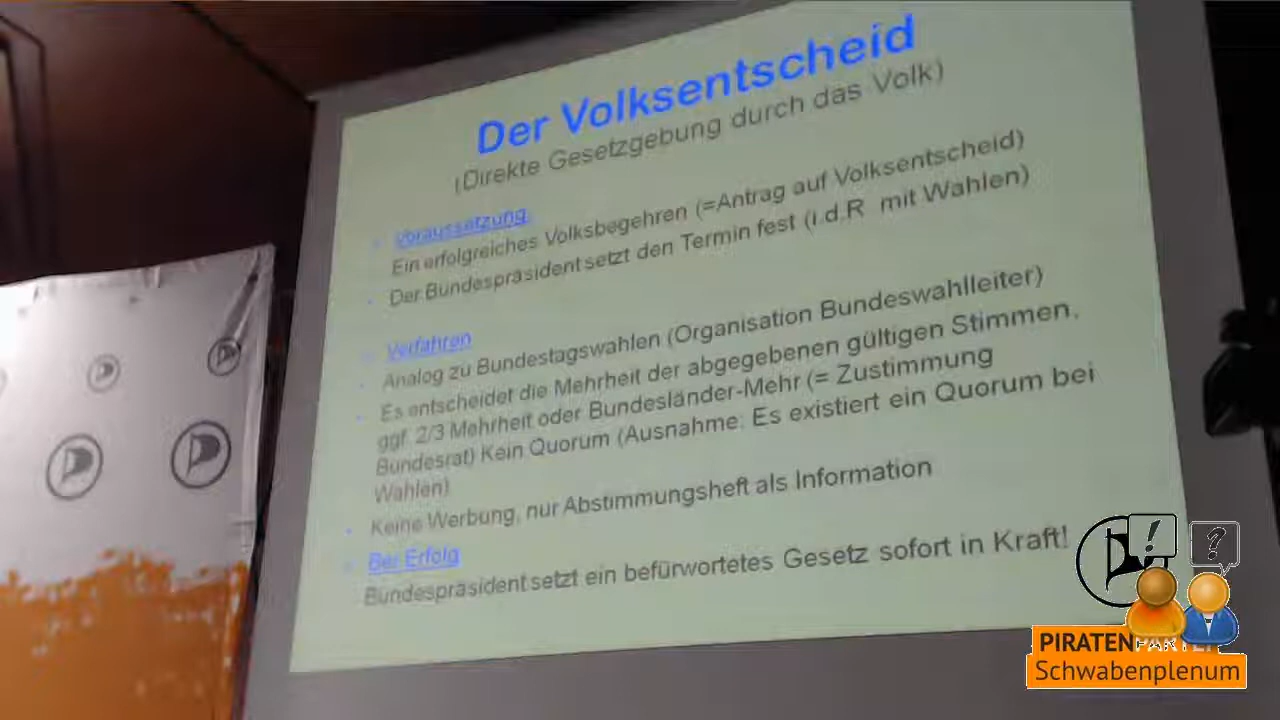 Der Volksentscheid
(Direkte Gesetzgebung durch das Volk)
Voraussetzung
Ein erfolgreiches Volksbegehren (=Antrag auf Volksentscheid)
Der Bundespräsident setzt den Termin fest (i.d.R mit Wahlen)
Verfahren
Analog zu Bundestagswahlen (Organisation Bundeswahlleiter)
Es entscheidet die Mehrheit der abgegebenen gültigen Stimmen,
ggf. 2/3 Mehrheit oder Bundesländer-Mehr (= Zustimmung
Bundesrat) Kein Quorum (Ausnahme: Es existiert ein Quorum bei
Wahlen)
Keine Werbung, nur Abstimmungsheft als Information
Bei Erfolg
Bundespräsident setzt ein befürwortetes Gesetz sofort in Kraft!
! ?
PIRATENPARTEI
Schwabenplenum